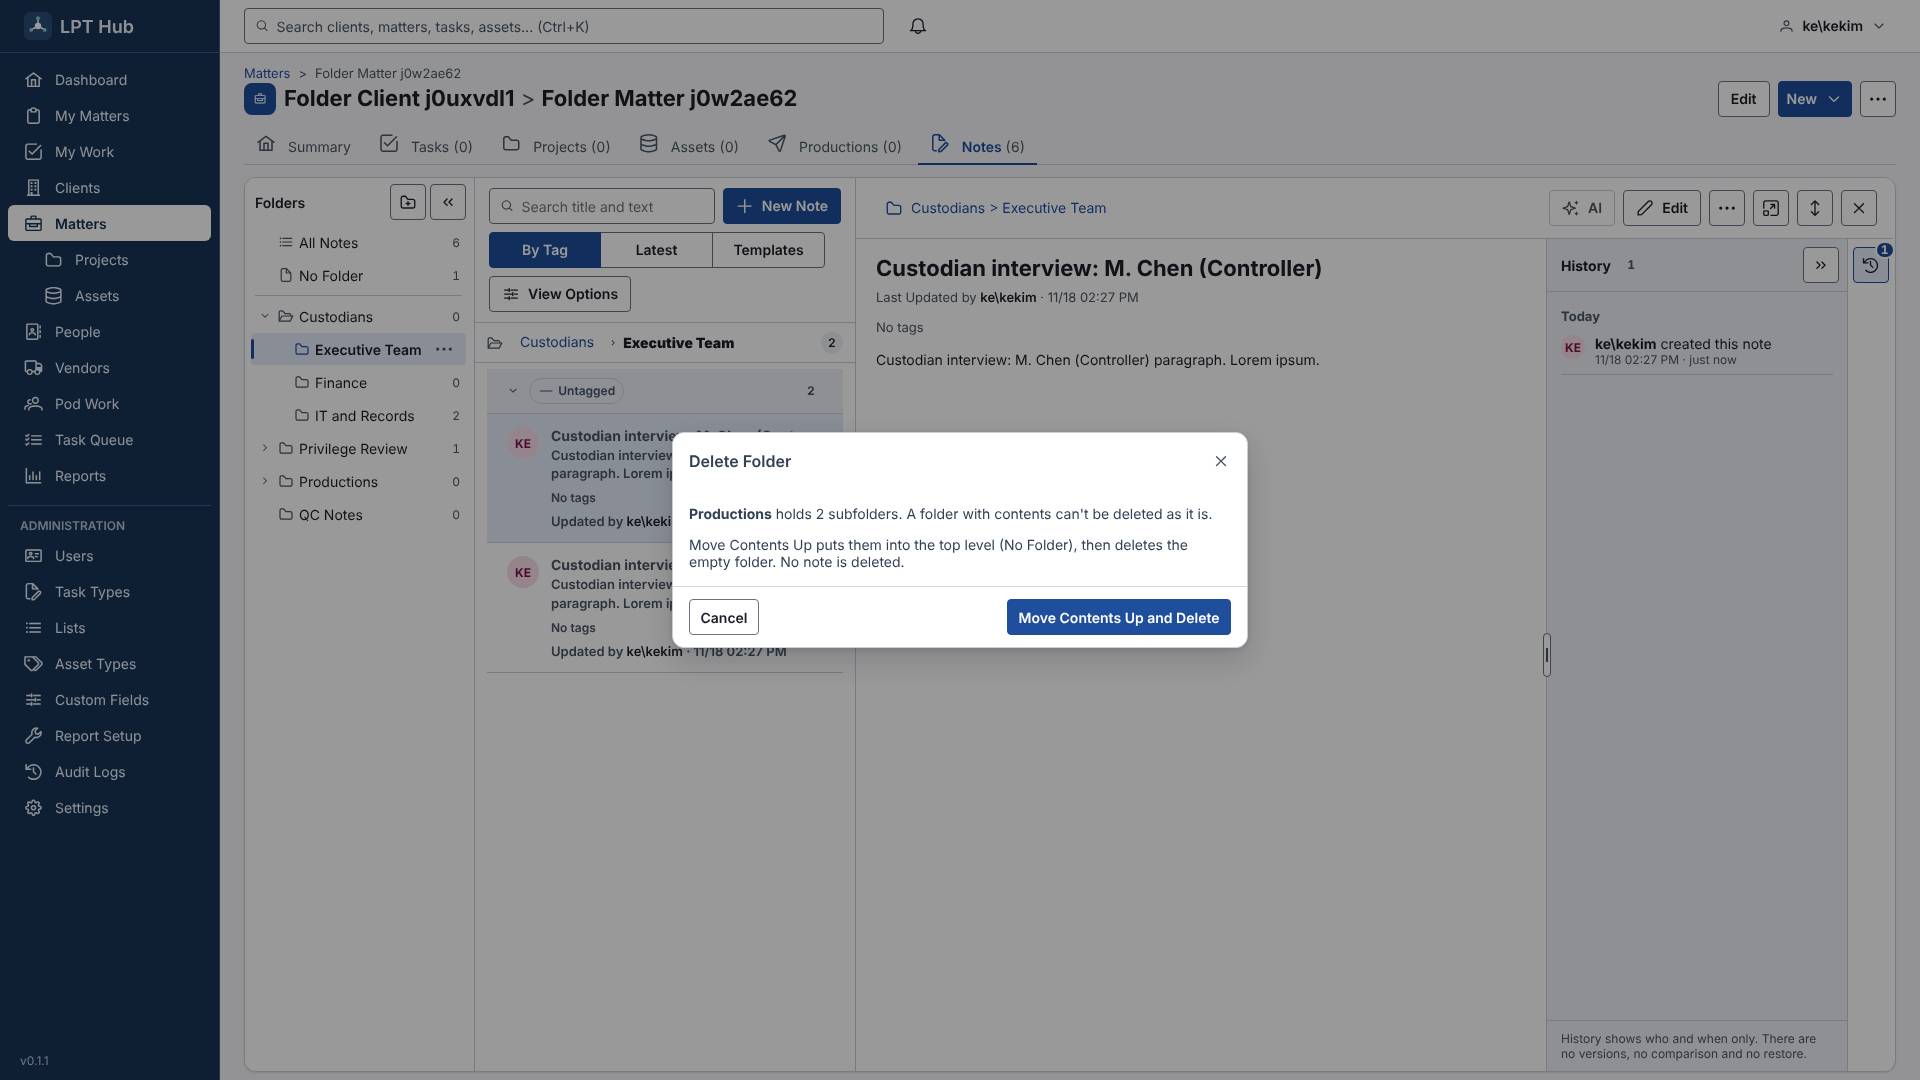 LPT Hub
Search clients, matters, tasks, assets... (Ctrl+K)
ke\kekim
Dashboard
My Matters
My Work
Clients
Matters
Projects
Assets
People
Vendors
Pod Work
Task Queue
Reports
ADMINISTRATION
Users
Task Types
Lists
Asset Types
Custom Fields
Report Setup
Audit Logs
Settings
v0.1.1
Matters > Folder Matter j0w2ae62
Folder Client j0uxvdl1 > Folder Matter j0w2ae62
Edit
New
Summary
Tasks (0)
Projects (0)
Assets (0)
Productions (0)
Notes (6)
Folders
All Notes 6
No Folder 1
Custodians 0
Executive Team
Finance 0
IT and Records 2
Privilege Review 1
Productions 0
QC Notes 0
Search title and text
New Note
By Tag
Latest
Templates
View Options
Custodians › Executive Team 2
— Untagged 2
KE
Custodian
Custodian interview
paragraph. Lorem
No tags
Updated by
KE
Custodian
Custodian interview
paragraph. Lorem
No tags
Updated by ke\kekim · 11/18 02:27 PM
Custodians > Executive Team
AI
Edit
Custodian interview: M. Chen (Controller)
Last Updated by ke\kekim · 11/18 02:27 PM
No tags
Custodian interview: M. Chen (Controller) paragraph. Lorem ipsum.
History 1
1
Today
KE
ke\kekim created this note
11/18 02:27 PM · just now
History shows who and when only. There are
no versions, no comparison and no restore.
Delete Folder
Productions holds 2 subfolders. A folder with contents can't be deleted as it is.
Move Contents Up puts them into the top level (No Folder), then deletes the
empty folder. No note is deleted.
Cancel
Move Contents Up and Delete